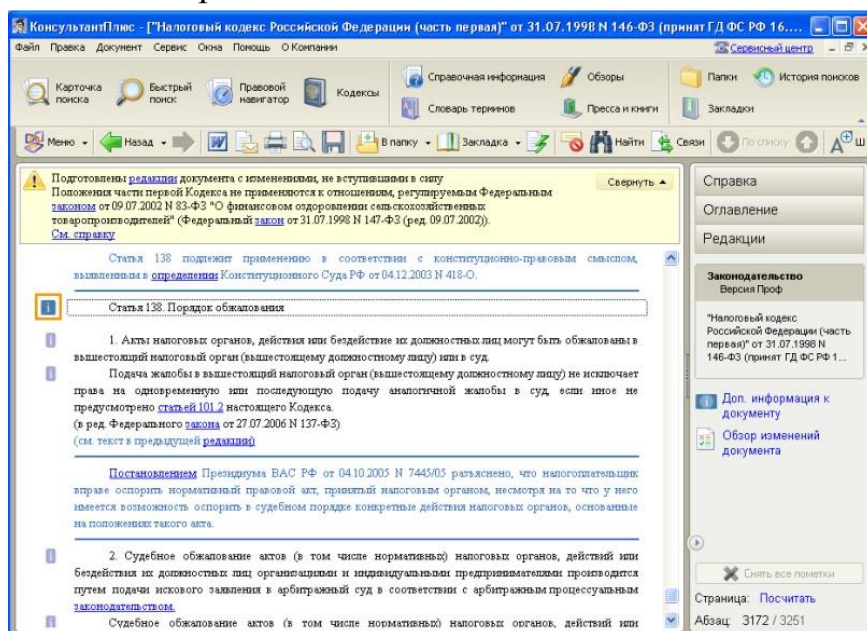 КонсультантПлюс - ["Налоговый кодекс Российской Федерации (часть первая)" от 31.07.1998 N 146-ФЗ (принят ГД ФС РФ 16....
Файл Правка Документ Сервис Окна Помощь О Компании Сервисный центр
Карточка поиска Быстрый поиск Правовой навигатор Кодексы Справочная информация Обзоры Папки История поисков
Словарь терминов Пресса и книги Закладки
Меню Назад В папку Закладка Найти Связи По списку Ш
Подготовлены редакции документа с изменениями, не вступившими в силу
Свернуть
Положения части первой Кодекса не применяются к отношениям, регулируемым Федеральным
законом от 09.07.2002 N 83-ФЗ "О финансовом оздоровлении сельскохозяйственных
товаропроизводителей" (Федеральный закон от 31.07.1998 N 147-ФЗ (ред. 09.07.2002)).
См. справку
Статья 138 подлежит применению в соответствии с конституционно-правовым смыслом,
выявленным в определении Конституционного Суда РФ от 04.12.2003 N 418-О.
Статья 138. Порядок обжалования
1. Акты налоговых органов, действия или бездействие их должностных лиц могут быть обжалованы в
вышестоящий налоговый орган (вышестоящему должностному лицу) или в суд.
Подача жалобы в вышестоящий налоговый орган (вышестоящему должностному лицу) не исключает
права на одновременную или последующую подачу аналогичной жалобы в суд, если иное не
предусмотрено статьей 101.2 настоящего Кодекса.
(в ред. Федерального закона от 27.07.2006 N 137-ФЗ)
(см. текст в предыдущей редакции)
Постановлением Президиума ВАС РФ от 04.10.2005 N 7445/05 разъяснено, что налогоплательщик
вправе оспорить нормативный правовой акт, принятый налоговым органом, несмотря на то что у него
имеется возможность оспорить в судебном порядке конкретные действия налоговых органов, основанные
на положениях такого акта.
2. Судебное обжалование актов (в том числе нормативных) налоговых органов, действий или
бездействия их должностных лиц организациями и индивидуальными предпринимателями производится
путем подачи искового заявления в арбитражный суд в соответствии с арбитражным процессуальным
законодательством.
Судебное обжалование актов (в том числе нормативных) налоговых органов, действий или
Справка
Оглавление
Редакции
Законодательство
Версия Проф
"Налоговый кодекс
Российской Федерации (часть
первая)" от 31.07.1998 N
146-ФЗ (принят ГД ФС РФ 1...
Доп. информация к
документу
Обзор изменений
документа
Снять все пометки
Страница: Посчитать
Абзац: 3172 / 3251